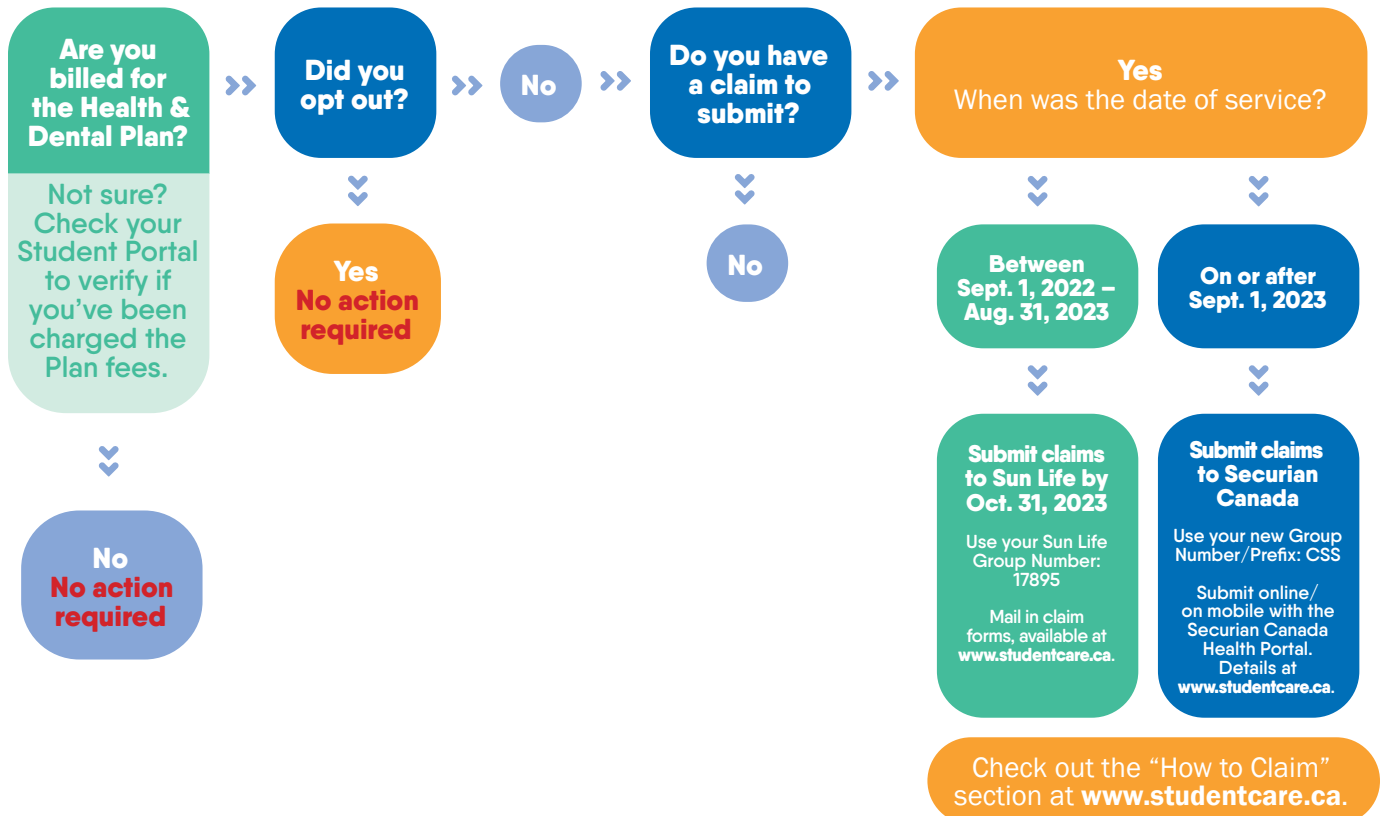 Are you
billed for
the Health &
Dental Plan?
Not sure?
Check your
Student Portal
to verify if
you've been
charged the
Plan fees.
No
No action
required
Did you
opt out?
Yes
No action
required
No
Do you have
a claim to
submit?
No
Yes
When was the date of service?
Between
Sept. 1, 2022 –
Aug. 31, 2023
Submit claims
to Sun Life by
Oct. 31, 2023
Use your Sun Life
Group Number:
17895
Mail in claim
forms, available at
www.studentcare.ca.
On or after
Sept. 1, 2023
Submit claims
to Securian
Canada
Use your new Group
Number/Prefix: CSS
Submit online/
on mobile with the
Securian Canada
Health Portal.
Details at
www.studentcare.ca.
Check out the “How to Claim”
section at www.studentcare.ca.